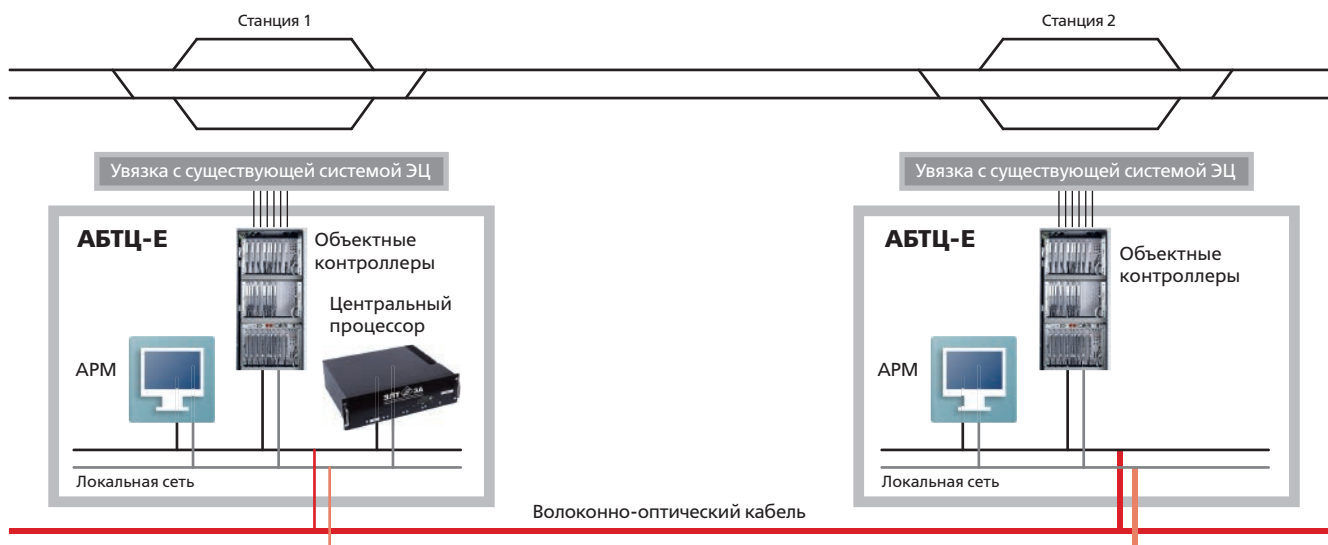 Станция 1
Станция 2
Увязка с существующей системой ЭЦ
Увязка с существующей системой ЭЦ
АБТЦ-Е
Объектные
контроллеры
Центральный
процессор
АРМ
ЭЛТЕЗА
Локальная сеть
АБТЦ-Е
Объектные
контроллеры
АРМ
Локальная сеть
Волоконно-оптический кабель